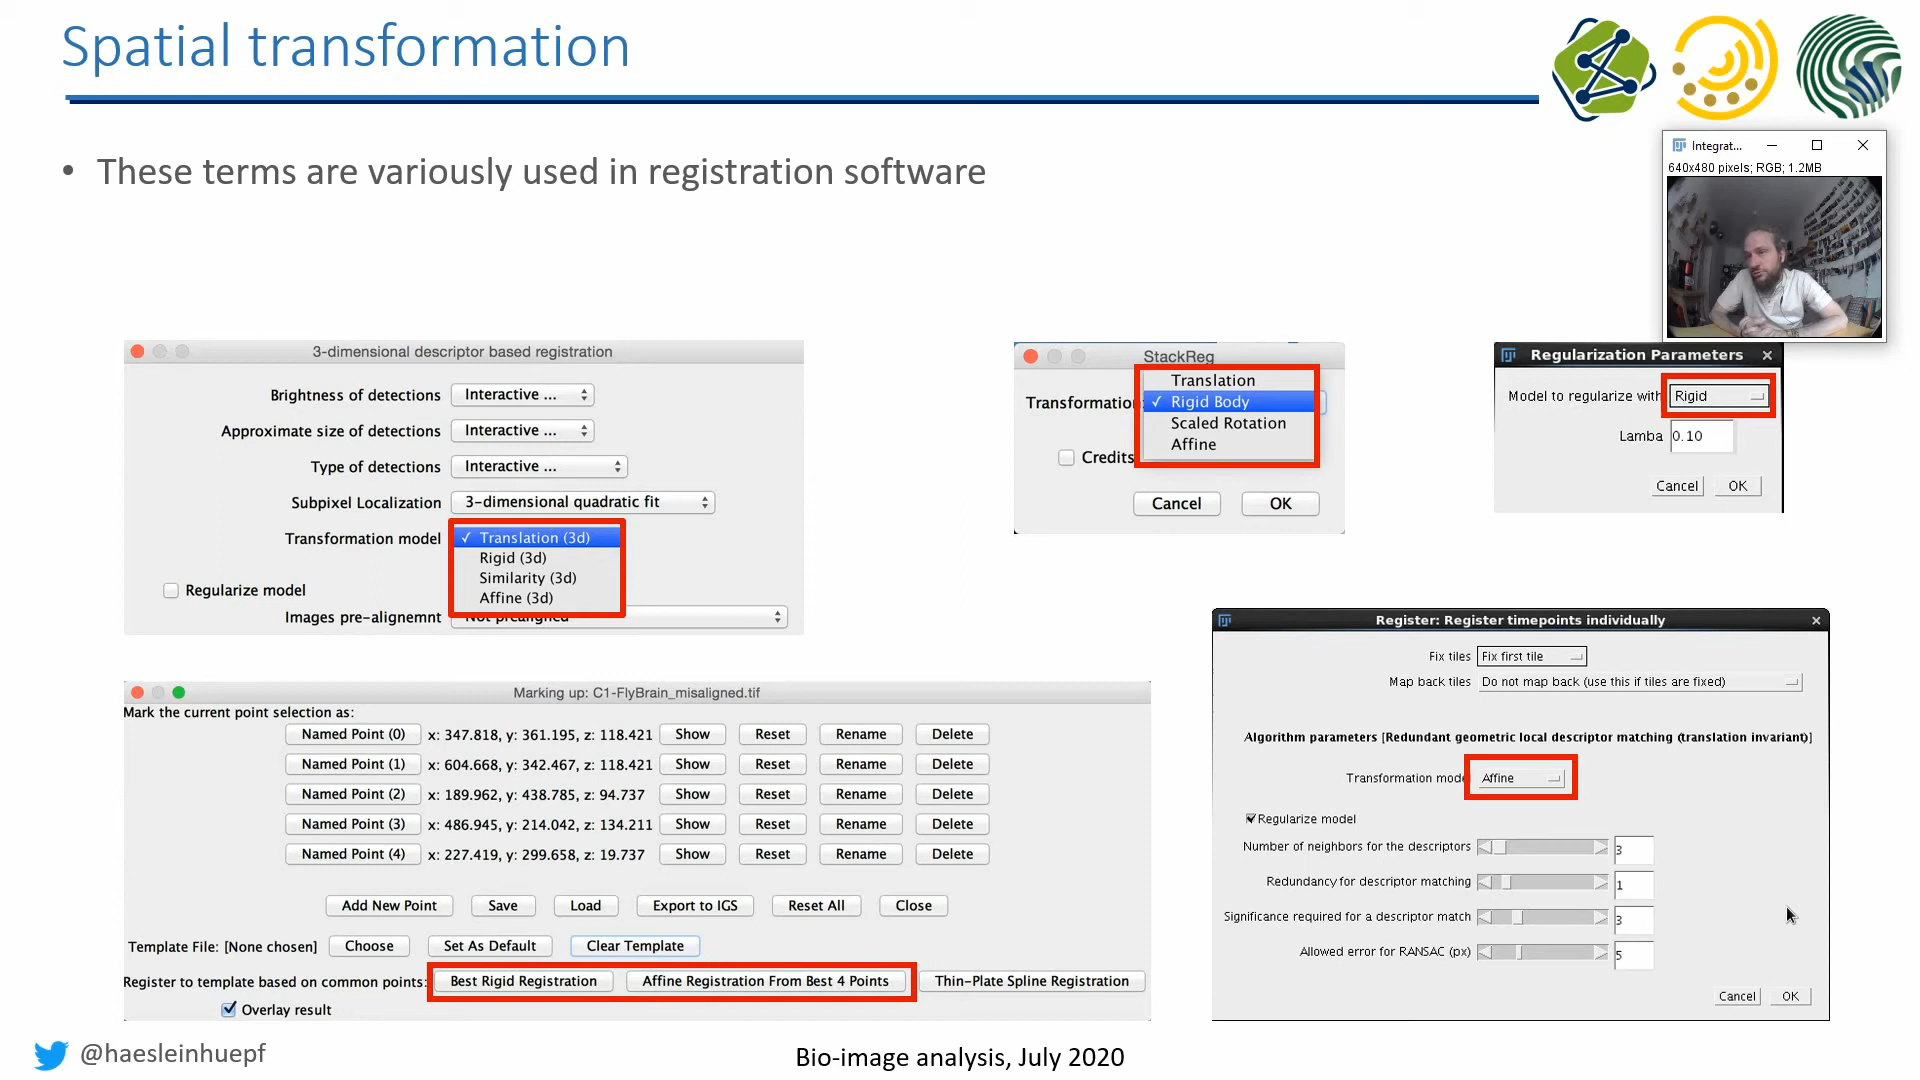 Spatial transformation
• These terms are variously used in registration software
Integrat...
640x480 pixels; RGB; 1.2MB
3-dimensional descriptor based registration
Brightness of detections Interactive ...
Approximate size of detections Interactive ...
Type of detections Interactive ...
Subpixel Localization 3-dimensional quadratic fit
Transformation model ✓ Translation (3d)
Rigid (3d)
Similarity (3d)
Affine (3d)
Regularize model
Images pre-alignemnt Not prealigned
StackReg
Translation
Transformation: ✓ Rigid Body
Scaled Rotation
Affine
Credits
Cancel OK
Regularization Parameters
Model to regularize with Rigid
Lamba 0.10
Cancel OK
Marking up: C1-FlyBrain_misaligned.tif
Mark the current point selection as:
Named Point (0) x: 347.818, y: 361.195, z: 118.421 Show Reset Rename Delete
Named Point (1) x: 604.668, y: 342.467, z: 118.421 Show Reset Rename Delete
Named Point (2) x: 189.962, y: 438.785, z: 94.737 Show Reset Rename Delete
Named Point (3) x: 486.945, y: 214.042, z: 134.211 Show Reset Rename Delete
Named Point (4) x: 227.419, y: 299.658, z: 19.737 Show Reset Rename Delete
Add New Point Save Load Export to IGS Reset All Close
Template File: [None chosen] Choose Set As Default Clear Template
Register to template based on common points: Best Rigid Registration Affine Registration From Best 4 Points Thin-Plate Spline Registration
Overlay result
Register: Register timepoints individually
Fix tiles Fix first tile
Map back tiles Do not map back (use this if tiles are fixed)
Algorithm parameters [Redundant geometric local descriptor matching (translation invariant)]
Transformation model Affine
Regularize model
Number of neighbors for the descriptors 3
Redundancy for descriptor matching 1
Significance required for a descriptor match 3
Allowed error for RANSAC (px) 5
Cancel OK
@haesleinhuepf
Bio-image analysis, July 2020